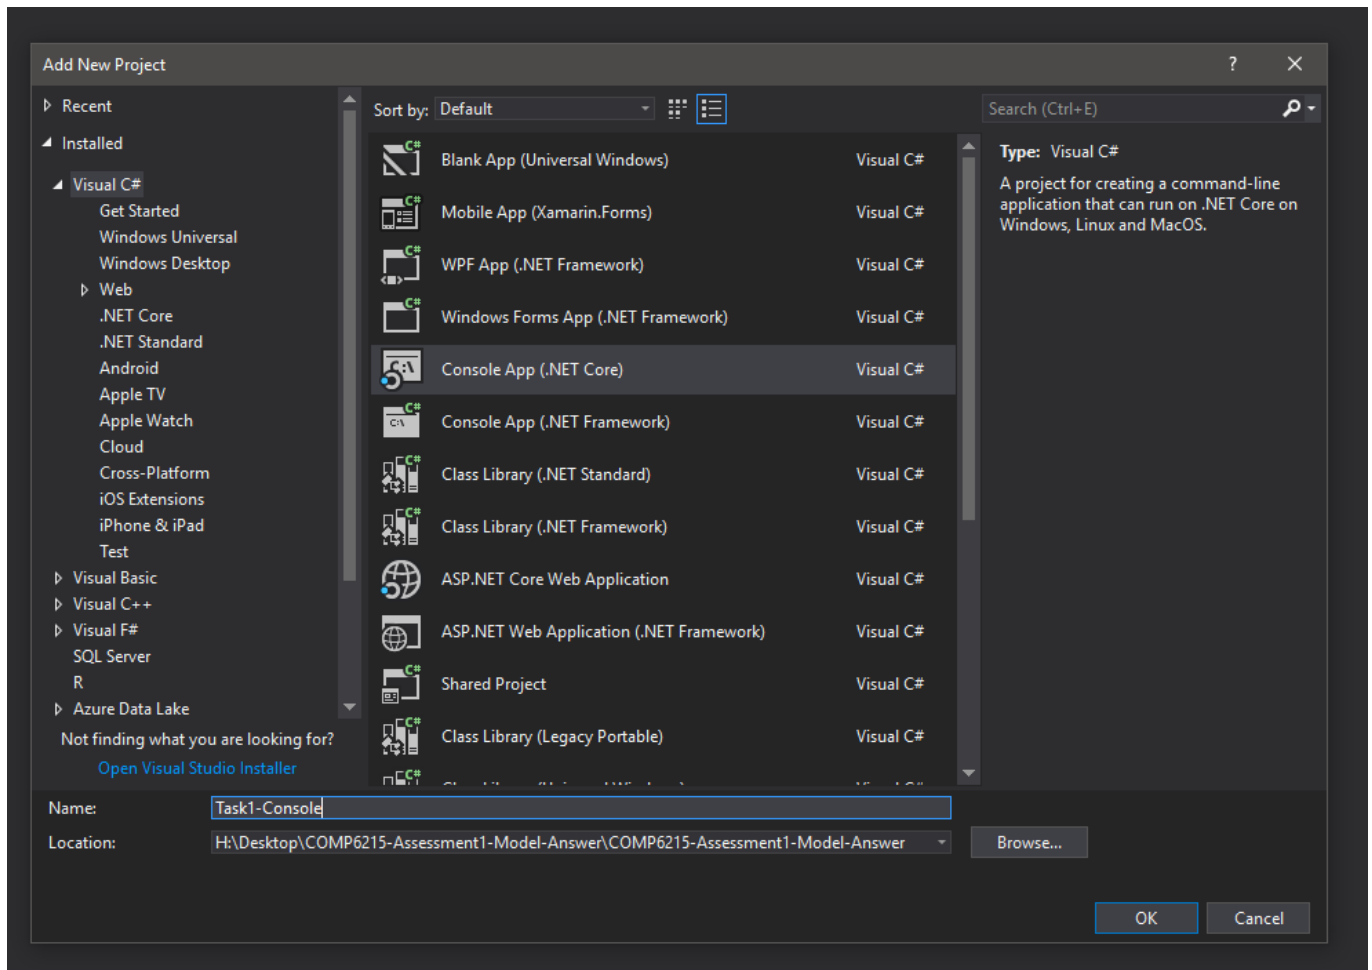 Add New Project
?
Recent
Installed
Visual C#
Get Started
Windows Universal
Windows Desktop
Web
.NET Core
.NET Standard
Android
Apple TV
Apple Watch
Cloud
Cross-Platform
iOS Extensions
iPhone & iPad
Test
Visual Basic
Visual C++
Visual F#
SQL Server
R
Azure Data Lake
Not finding what you are looking for?
Open Visual Studio Installer
Sort by: Default
Blank App (Universal Windows) Visual C#
Mobile App (Xamarin.Forms) Visual C#
WPF App (.NET Framework) Visual C#
Windows Forms App (.NET Framework) Visual C#
Console App (.NET Core) Visual C#
Console App (.NET Framework) Visual C#
Class Library (.NET Standard) Visual C#
Class Library (.NET Framework) Visual C#
ASP.NET Core Web Application Visual C#
ASP.NET Web Application (.NET Framework) Visual C#
Shared Project Visual C#
Class Library (Legacy Portable) Visual C#
Search (Ctrl+E)
Type: Visual C#
A project for creating a command-line
application that can run on .NET Core on
Windows, Linux and MacOS.
Name: Task1-Console
Location: H:\Desktop\COMP6215-Assessment1-Model-Answer\COMP6215-Assessment1-Model-Answer
Browse...
OK Cancel